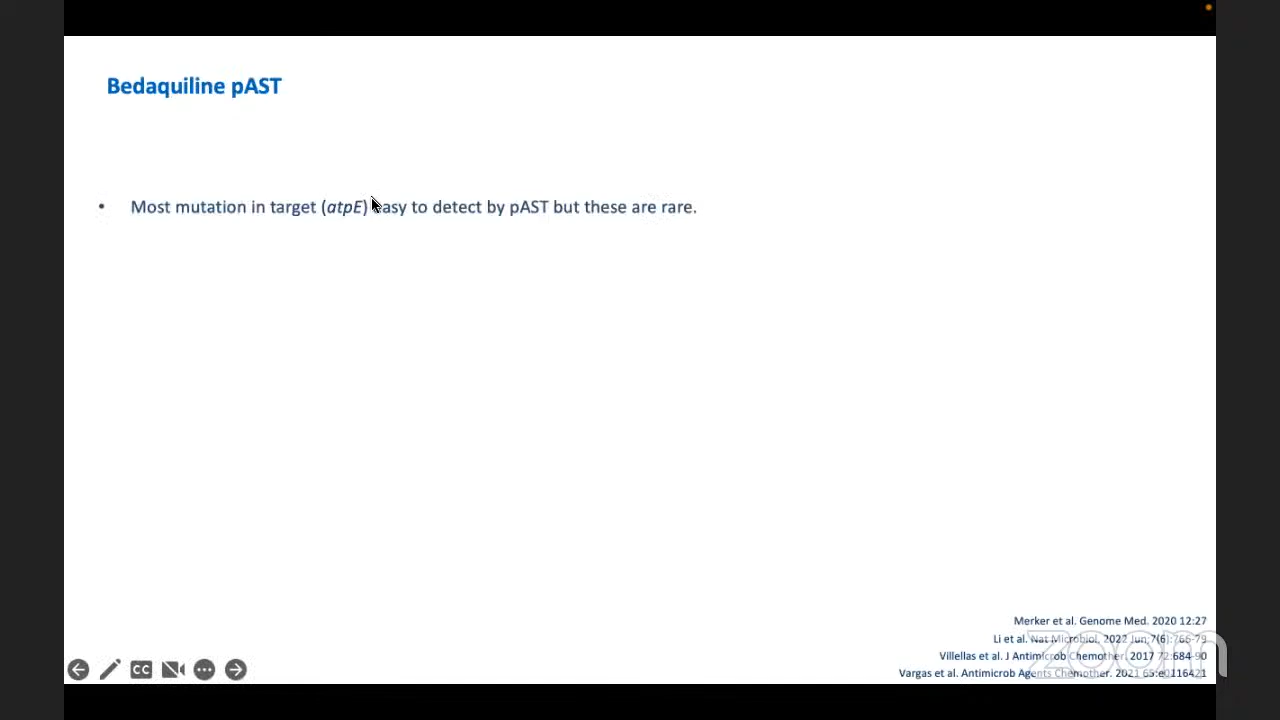 Bedaquiline pAST
• Most mutation in target (atpE) easy to detect by pAST but these are rare.
Merker et al. Genome Med. 2020 12:27
Li et al. Nat Microbiol, 2022 Jun;7(6):766-79
Villellas et al. J Antimicrob Chemother. 2017 72:684-90
Vargas et al. Antimicrob Agents Chemother. 2021 65:e0116421
zoom
CC